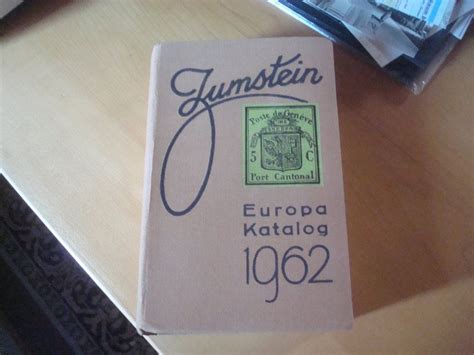 Zumstein
Poste de Genève
5 C
Port Cantonal
Europa
Katalog
1962